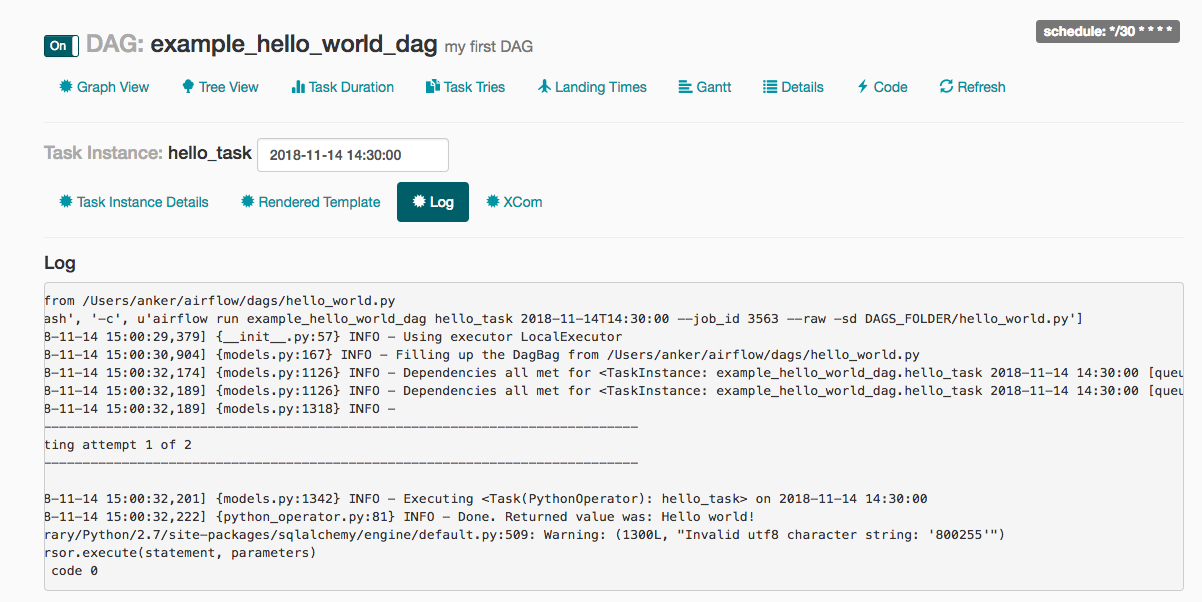 On DAG: example_hello_world_dag my first DAG
schedule: */30 * * * *
Graph View Tree View Task Duration Task Tries Landing Times Gantt Details Code Refresh
Task Instance: hello_task 2018-11-14 14:30:00
Task Instance Details Rendered Template Log XCom
Log
from /Users/anker/airflow/dags/hello_world.py
ash', '-c', u'airflow run example_hello_world_dag hello_task 2018-11-14T14:30:00 --job_id 3563 --raw -sd DAGS_FOLDER/hello_world.py']
8-11-14 15:00:29,379] {__init__.py:57} INFO - Using executor LocalExecutor
8-11-14 15:00:30,904] {models.py:167} INFO - Filling up the DagBag from /Users/anker/airflow/dags/hello_world.py
8-11-14 15:00:32,174] {models.py:1126} INFO - Dependencies all met for <TaskInstance: example_hello_world_dag.hello_task 2018-11-14 14:30:00 [queu
8-11-14 15:00:32,189] {models.py:1126} INFO - Dependencies all met for <TaskInstance: example_hello_world_dag.hello_task 2018-11-14 14:30:00 [queu
8-11-14 15:00:32,189] {models.py:1318} INFO -
--------------------------------------------------------------------------------
ting attempt 1 of 2
--------------------------------------------------------------------------------
8-11-14 15:00:32,201] {models.py:1342} INFO - Executing <Task(PythonOperator): hello_task> on 2018-11-14 14:30:00
8-11-14 15:00:32,222] {python_operator.py:81} INFO - Done. Returned value was: Hello world!
rary/Python/2.7/site-packages/sqlalchemy/engine/default.py:509: Warning: (1300L, "Invalid utf8 character string: '800255'")
rsor.execute(statement, parameters)
code 0